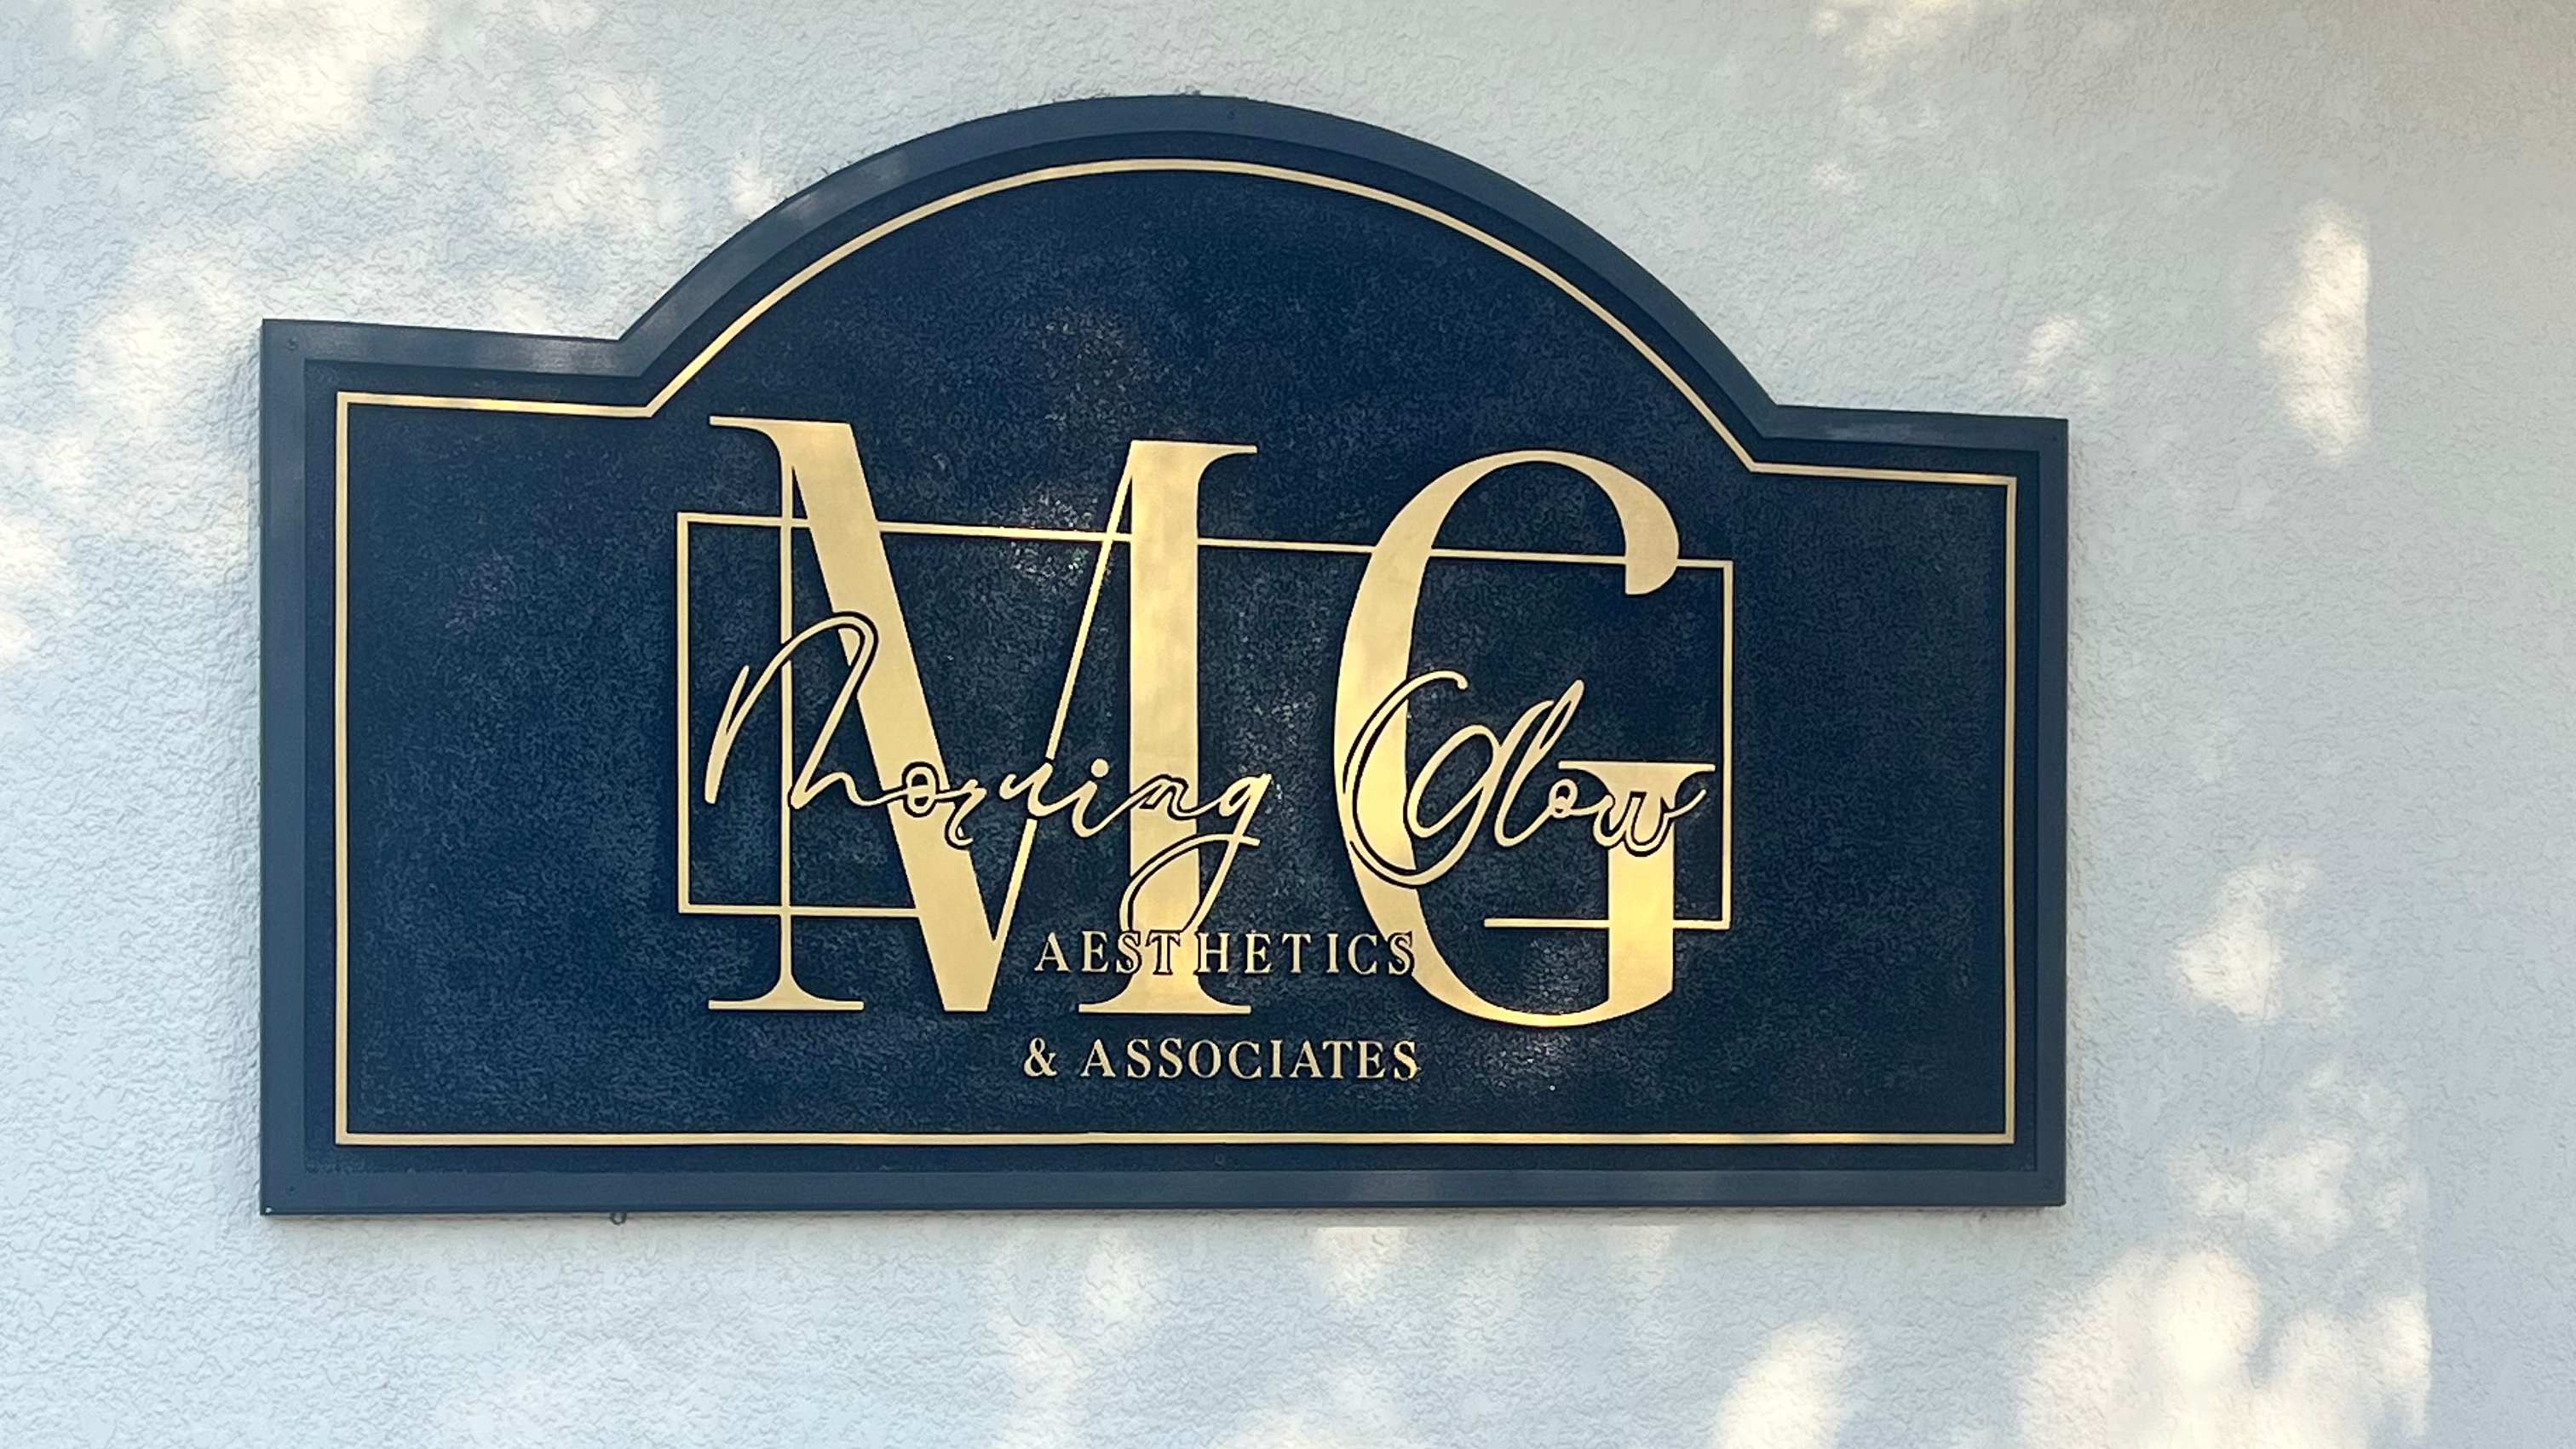 MG
Morning Glow
AESTHETICS
& ASSOCIATES